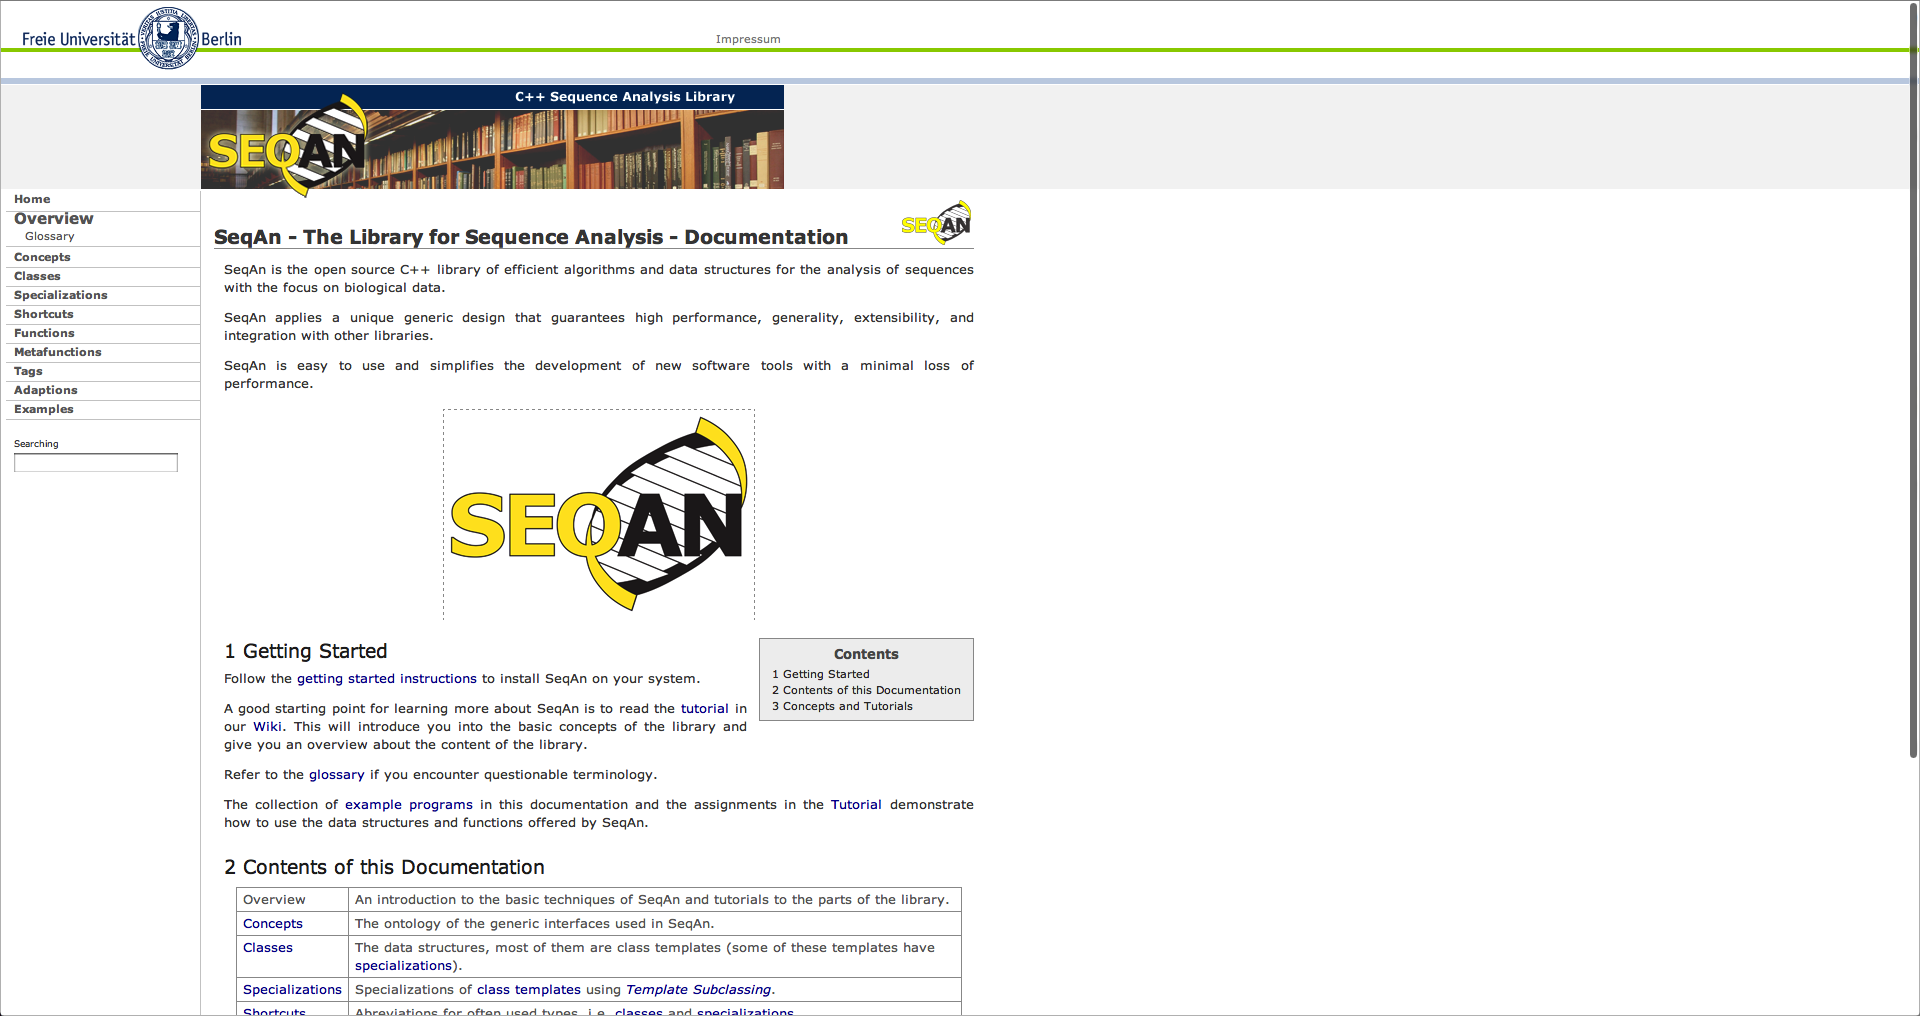 Freie Universität Berlin
Impressum
C++ Sequence Analysis Library
SEQAN
Home
Overview
Glossary
Concepts
Classes
Specializations
Shortcuts
Functions
Metafunctions
Tags
Adaptions
Examples
Searching
SEQAN
SeqAn - The Library for Sequence Analysis - Documentation
SeqAn is the open source C++ library of efficient algorithms and data structures for the analysis of sequences
with the focus on biological data.
SeqAn applies a unique generic design that guarantees high performance, generality, extensibility, and
integration with other libraries.
SeqAn is easy to use and simplifies the development of new software tools with a minimal loss of
performance.
SEQAN
1 Getting Started
Follow the getting started instructions to install SeqAn on your system.
A good starting point for learning more about SeqAn is to read the tutorial in
our Wiki. This will introduce you into the basic concepts of the library and
give you an overview about the content of the library.
Contents
1 Getting Started
2 Contents of this Documentation
3 Concepts and Tutorials
Refer to the glossary if you encounter questionable terminology.
The collection of example programs in this documentation and the assignments in the Tutorial demonstrate
how to use the data structures and functions offered by SeqAn.
2 Contents of this Documentation
Overview An introduction to the basic techniques of SeqAn and tutorials to the parts of the library.
Concepts The ontology of the generic interfaces used in SeqAn.
Classes The data structures, most of them are class templates (some of these templates have
specializations).
Specializations Specializations of class templates using Template Subclassing.
Shortcuts Abreviations for often used types, i.e. classes and specializations.